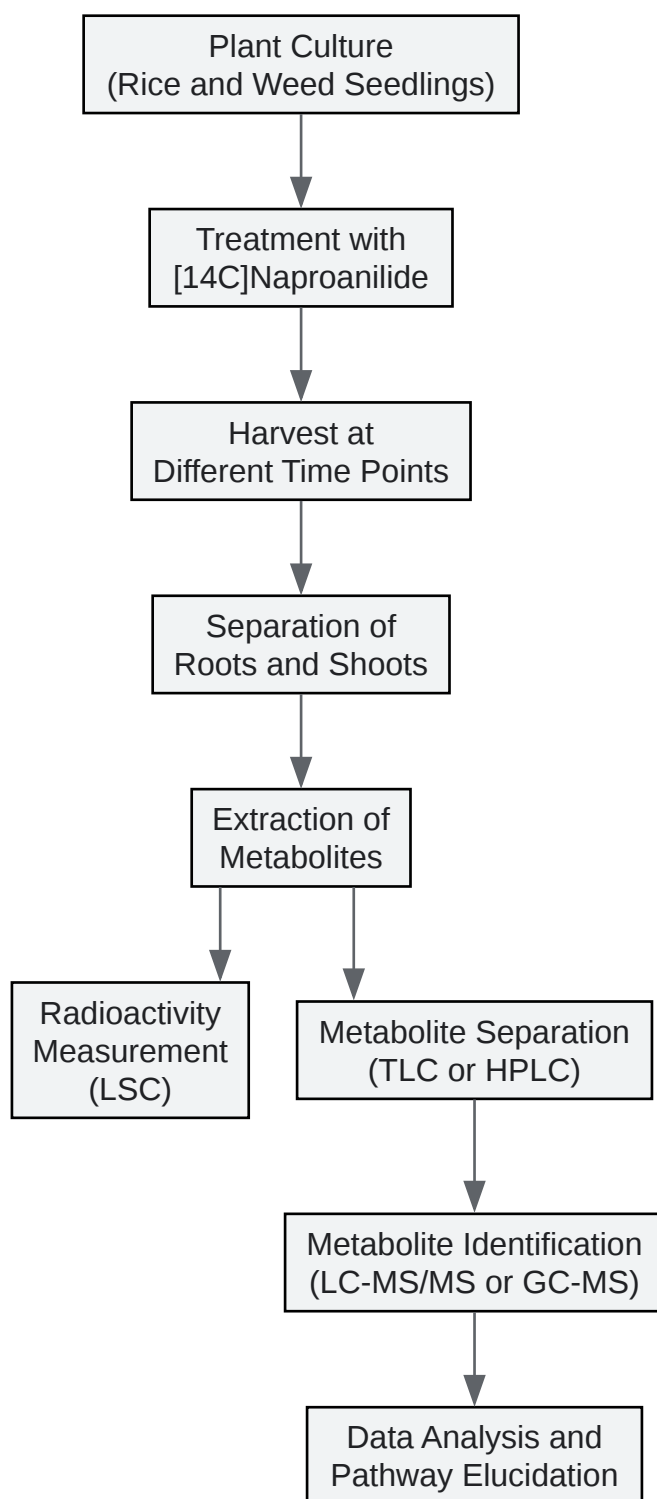 Plant Culture
(Rice and Weed Seedlings)
Treatment with
[14C]Naproanilide
Harvest at
Different Time Points
Separation of
Roots and Shoots
Extraction of
Metabolites
Radioactivity
Measurement
(LSC)
Metabolite Separation
(TLC or HPLC)
Metabolite Identification
(LC-MS/MS or GC-MS)
Data Analysis and
Pathway Elucidation